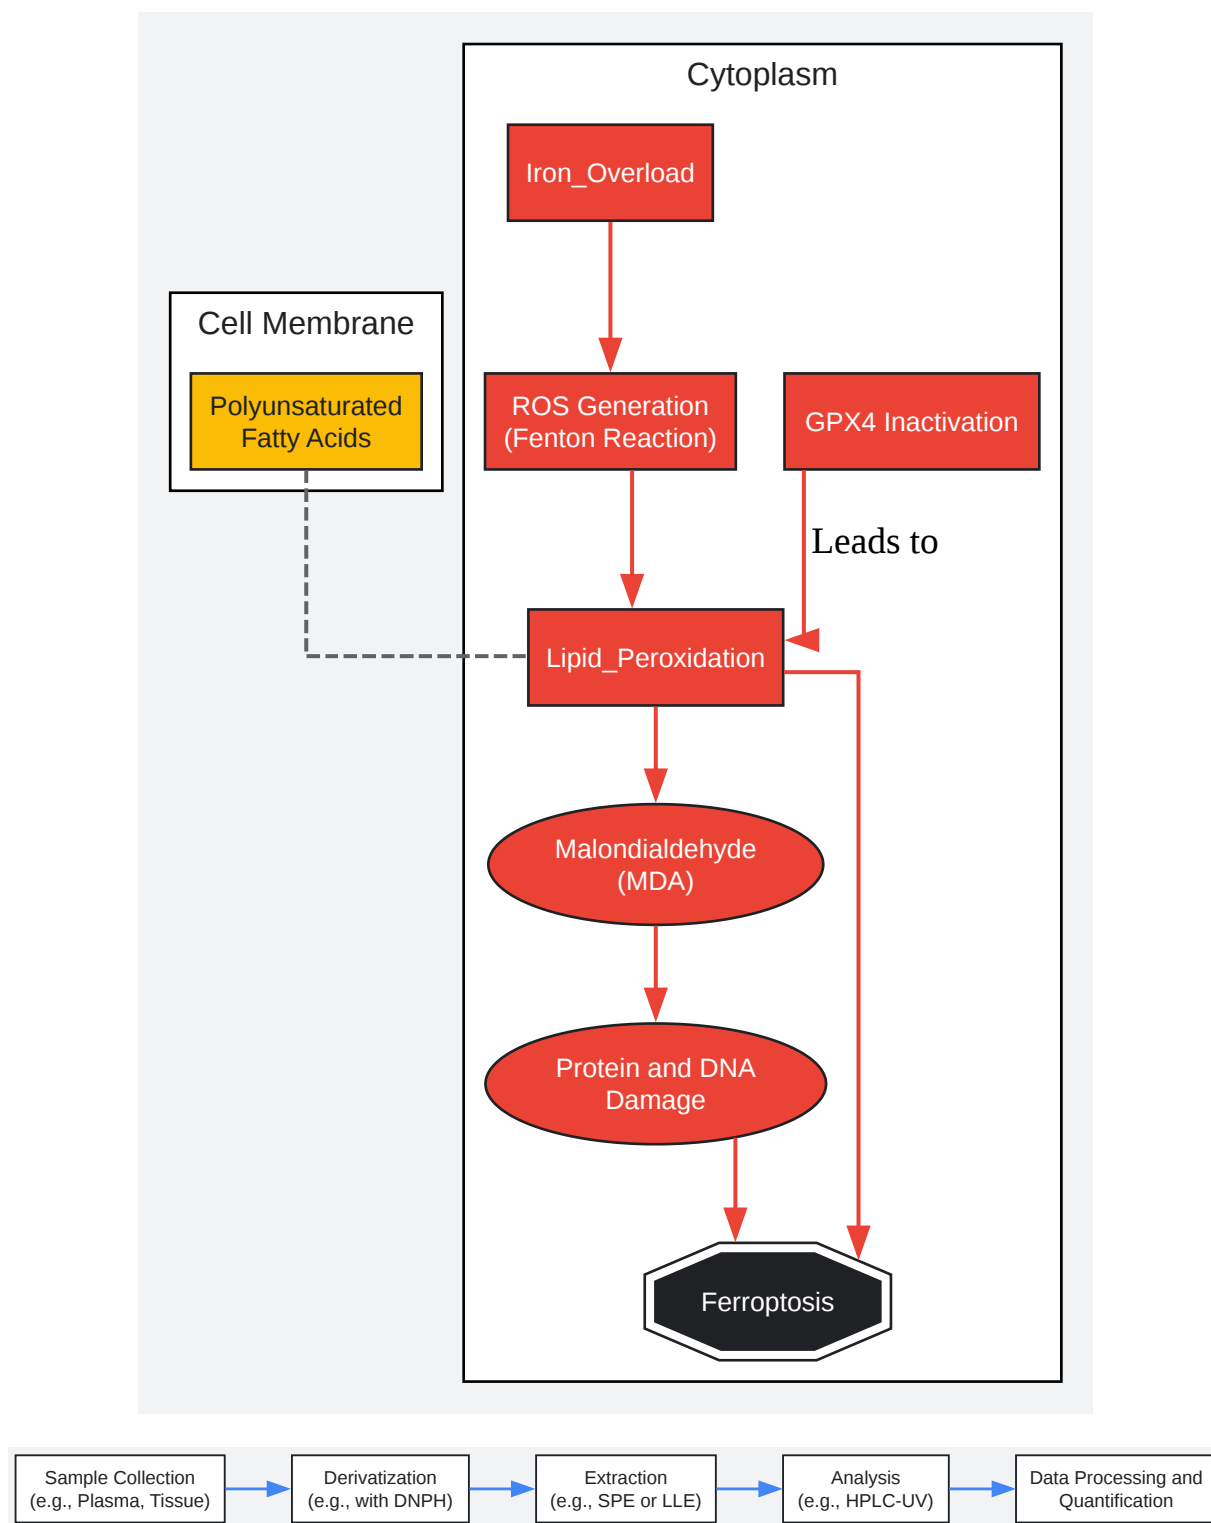 Cytoplasm
Iron_Overload
Cell Membrane
Polyunsaturated
Fatty Acids
ROS Generation
(Fenton Reaction)
GPX4 Inactivation
Leads to
Lipid_Peroxidation
Malondialdehyde
(MDA)
Protein and DNA
Damage
Ferroptosis
Sample Collection
(e.g., Plasma, Tissue)
Derivatization
(e.g., with DNPH)
Extraction
(e.g., SPE or LLE)
Analysis
(e.g., HPLC-UV)
Data Processing and
Quantification